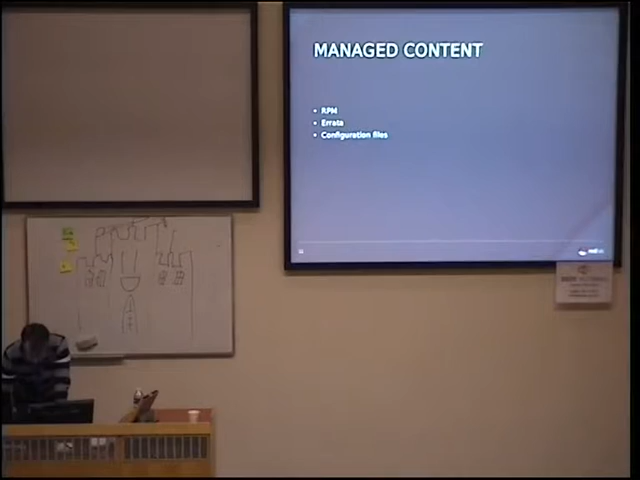 MANAGED CONTENT
• RPM
• Errata
• Configuration files